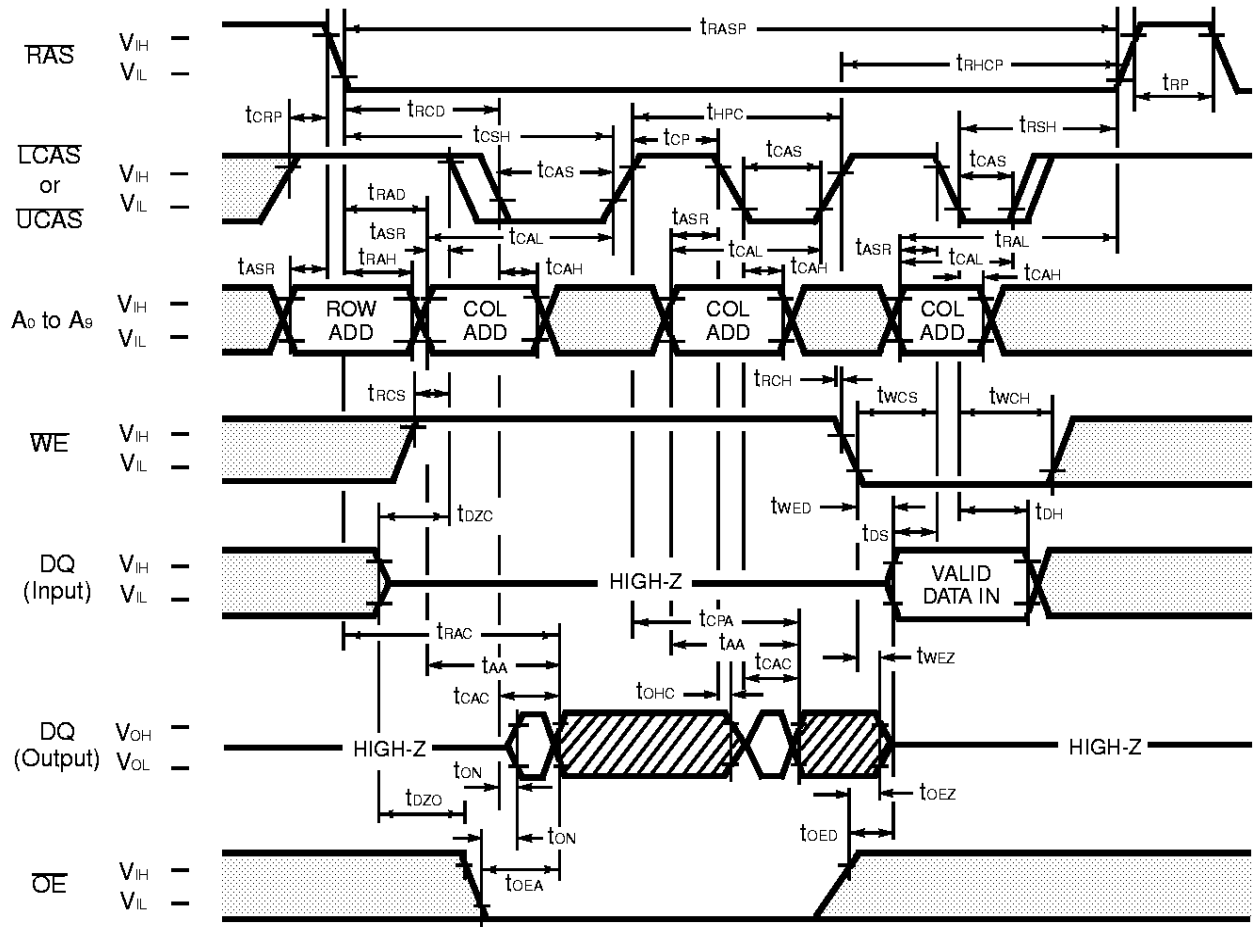 tRASP
RAS VIH VIL
tRHCP
tRP
tCRP
tRCD
tHPC
tCSH
tCP
tRSH
LCAS or UCAS VIH VIL
tCAS
tCAS
tCAS
tRAD
tASR
tCAL
tASR
tCAL
tASR
tRAL
tCAL
tASR
tRAH
tCAH
tCAH
tCAH
A0 to A9 VIH VIL
ROW ADD
COL ADD
COL ADD
COL ADD
tRCS
tRCH
tWCS
tWCH
WE VIH VIL
tDZC
tWED
tDS
tDH
DQ (Input) VIH VIL
HIGH-Z
VALID DATA IN
tRAC
tCPA
tAA
tAA
tWEZ
tCAC
tOHC
tCAC
DQ (Output) VOH VOL
HIGH-Z
HIGH-Z
tON
tDZO
tOEZ
tON
tOED
OE VIH VIL
tOEA